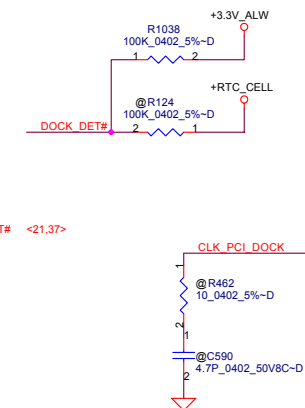 +3.3V_ALW
R1038
100K_0402_5%~D
1 2
+RTC_CELL
@R124
100K_0402_5%~D
DOCK_DET#
2 1
T# <21,37>
CLK_PCI_DOCK
1
@R462
10_0402_5%~D
2
1
@C590
4.7P_0402_50V8C~D
2